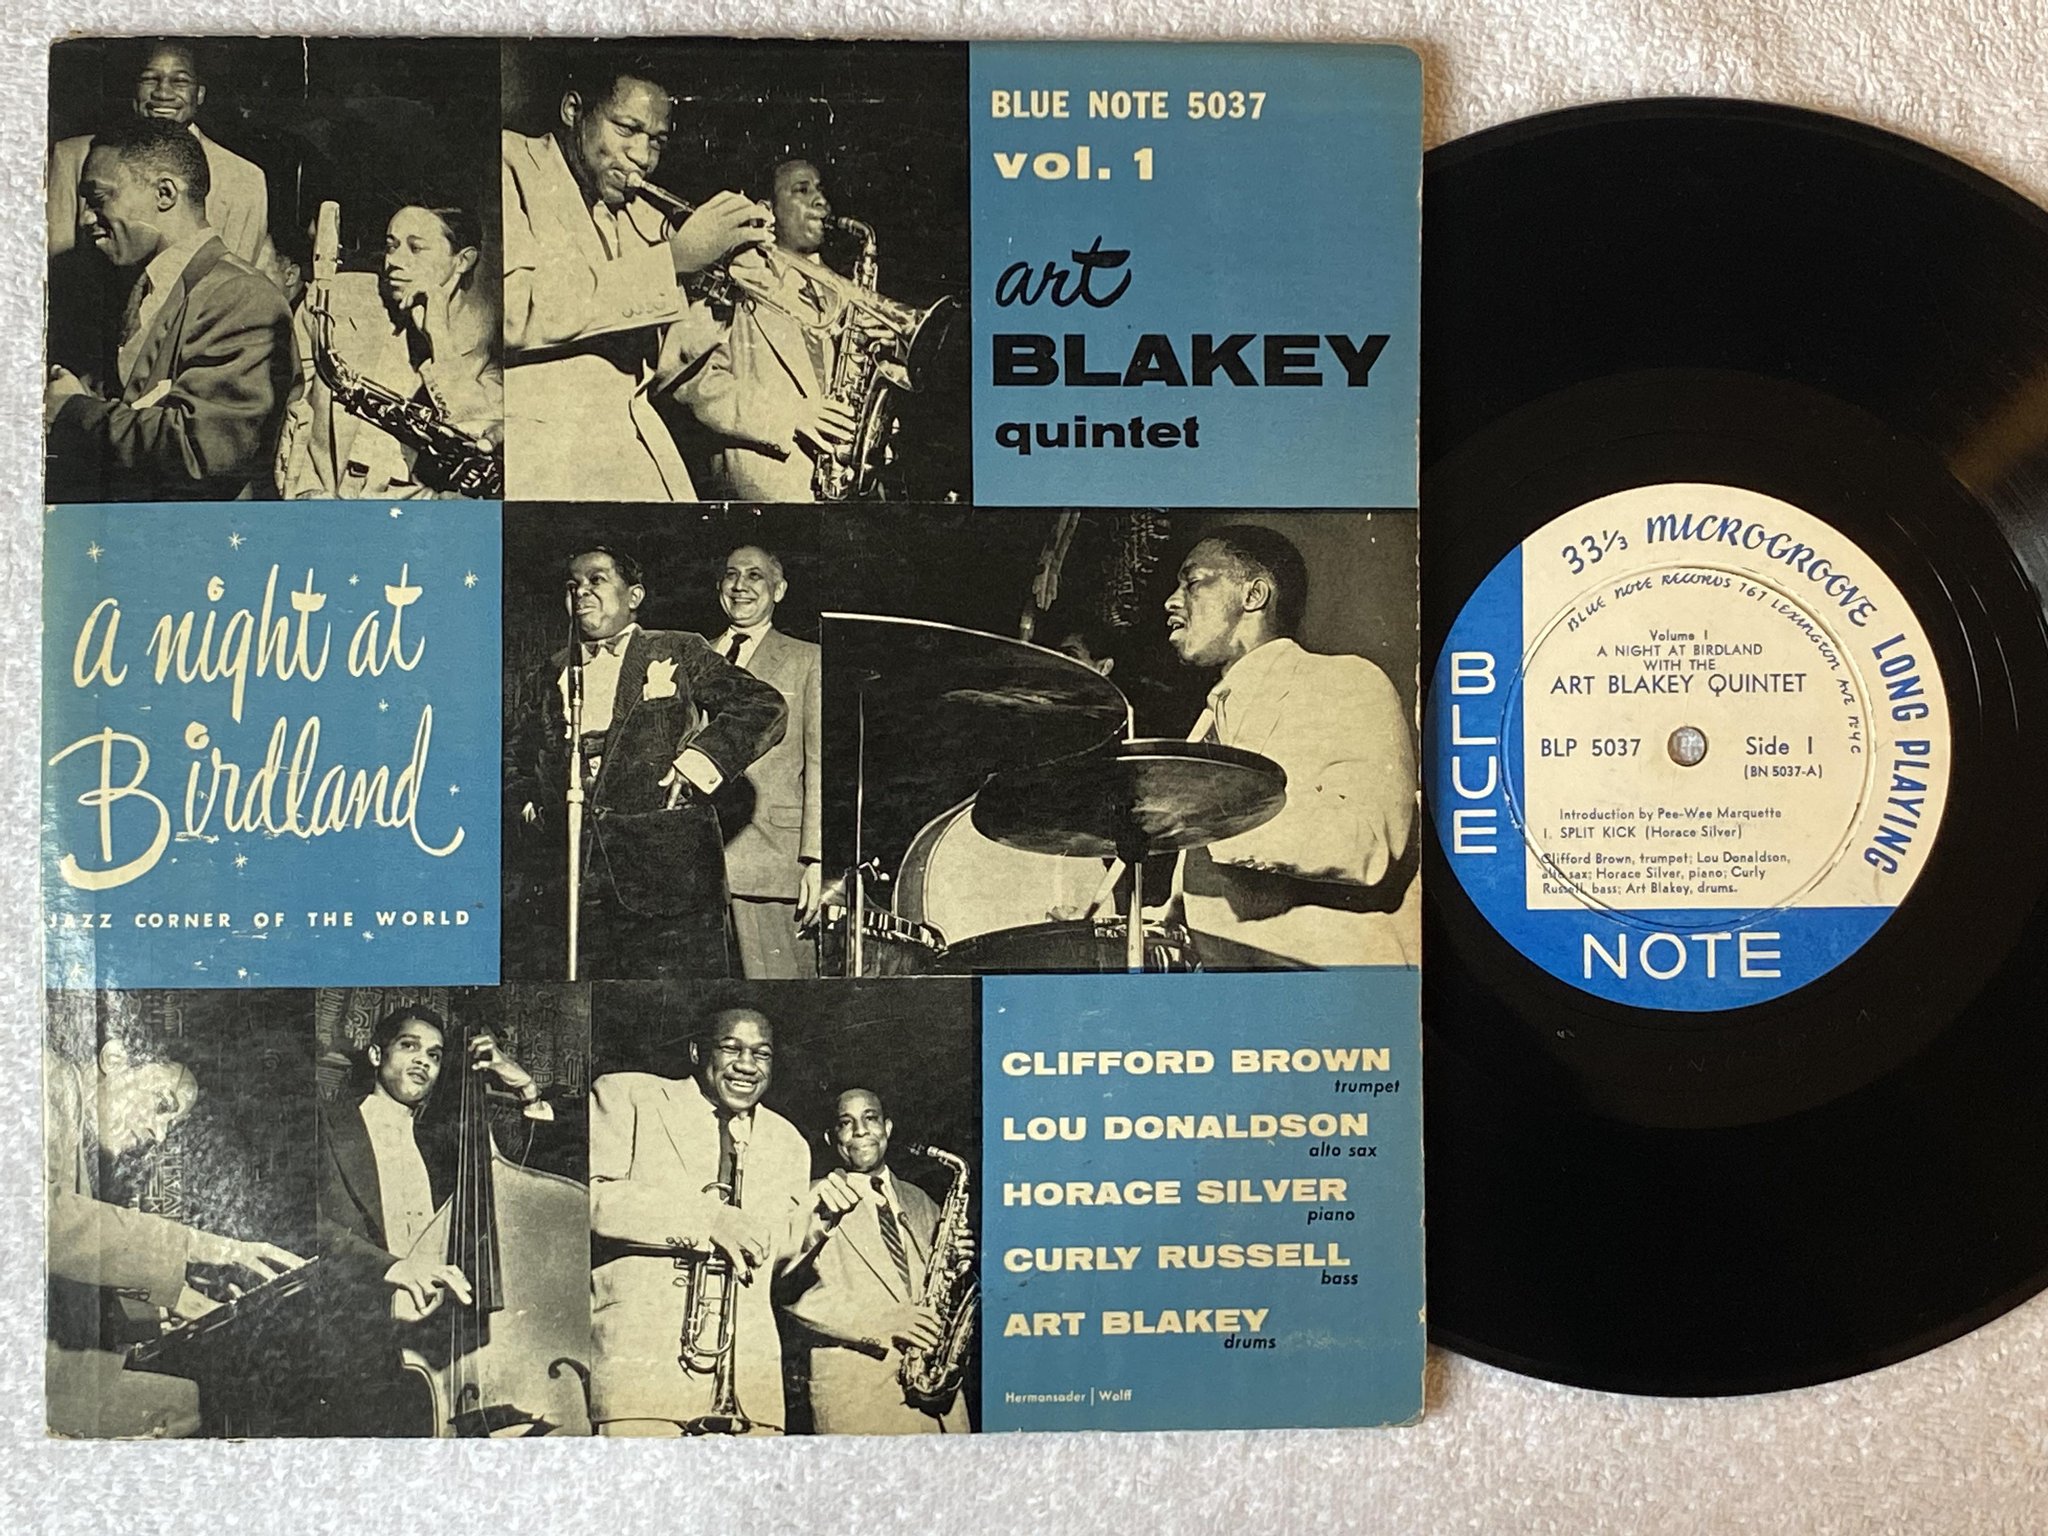 BLUE NOTE 5037
vol. 1
art
BLAKEY
quintet
a night at
Birdland
JAZZ CORNER OF THE WORLD
CLIFFORD BROWN
trumpet
LOU DONALDSON
alto sax
HORACE SILVER
piano
CURLY RUSSELL
bass
ART BLAKEY
drums
Hermansader | Wolff
33 1/3 MICROGROOVE LONG PLAYING
BLUE NOTE RECORDS 767 LEXINGTON AVE N.Y.C
Volume 1
A NIGHT AT BIRDLAND
WITH THE
ART BLAKEY QUINTET
BLP 5037 Side 1
(BN 5037-A)
Introduction by Pee-Wee Marquette
1. SPLIT KICK (Horace Silver)
Clifford Brown, trumpet; Lou Donaldson,
alto sax; Horace Silver, piano; Curly
Russell, bass; Art Blakey, drums.
BLUE
NOTE